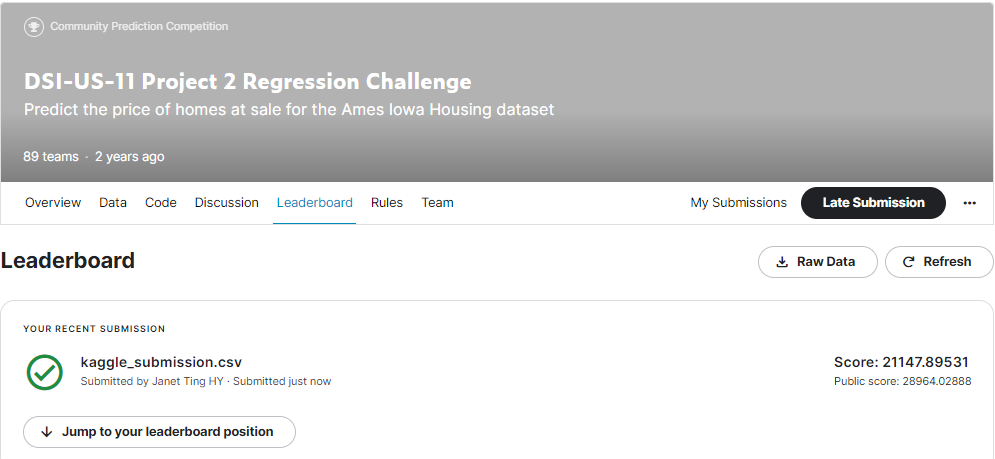 Community Prediction Competition
DSI-US-11 Project 2 Regression Challenge
Predict the price of homes at sale for the Ames Iowa Housing dataset
89 teams · 2 years ago
Overview Data Code Discussion Leaderboard Rules Team My Submissions Late Submission ...
Leaderboard Raw Data Refresh
YOUR RECENT SUBMISSION
kaggle_submission.csv Score: 21147.89531
Submitted by Janet Ting HY · Submitted just now Public score: 28964.02888
Jump to your leaderboard position